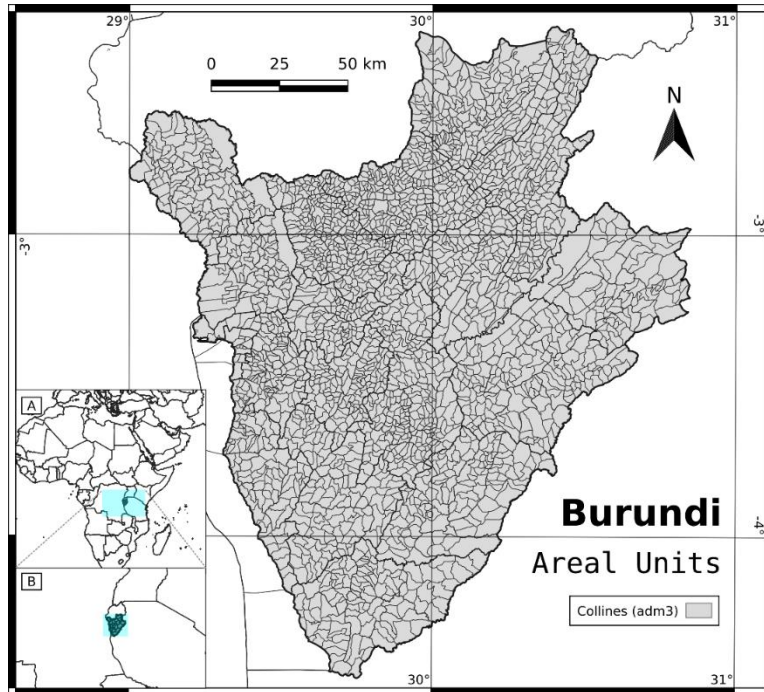 29°
30°
31°
0 25 50 km
N
-3°
-3°
A
-4°
Burundi
Areal Units
B
Collines (adm3)
30°
31°